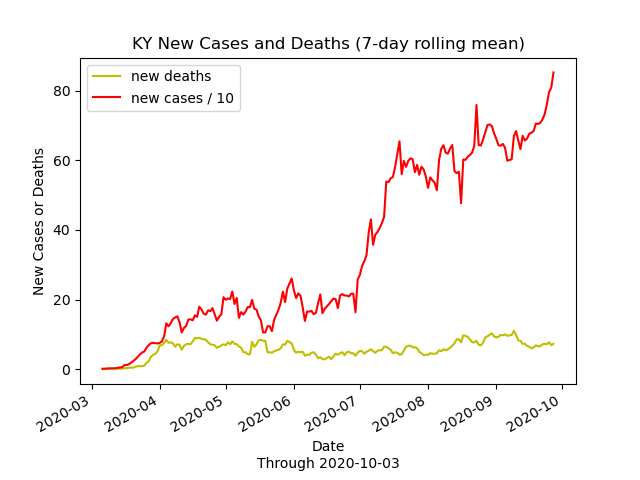 KY New Cases and Deaths (7-day rolling mean)
new deaths
new cases / 10
80
60
40
20
0
New Cases or Deaths
2020-03
2020-04
2020-05
2020-06
2020-07
2020-08
2020-09
2020-10
Date
Through 2020-10-03